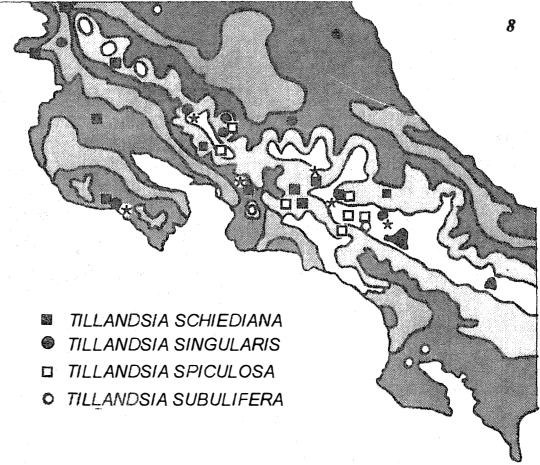 8
TILLANDSIA SCHIEDIANA
TILLANDSIA SINGULARIS
TILLANDSIA SPICULOSA
TILLANDSIA SUBULIFERA